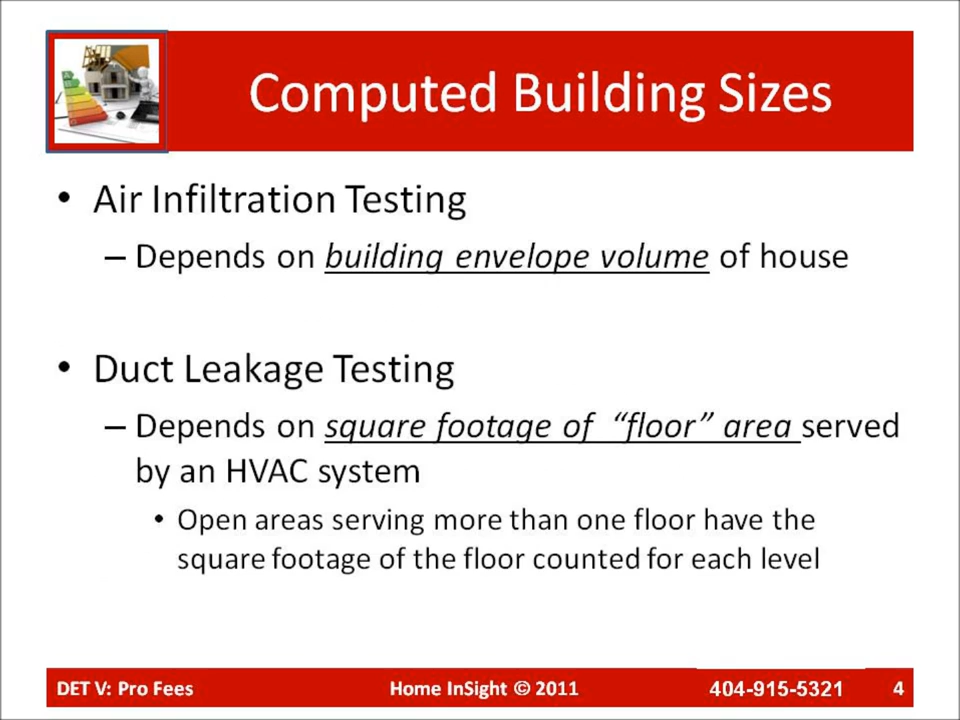 Computed Building Sizes
• Air Infiltration Testing
– Depends on building envelope volume of house
• Duct Leakage Testing
– Depends on square footage of “floor” area served
by an HVAC system
• Open areas serving more than one floor have the
square footage of the floor counted for each level
DET V: Pro Fees Home InSight © 2011 404-915-5321 4